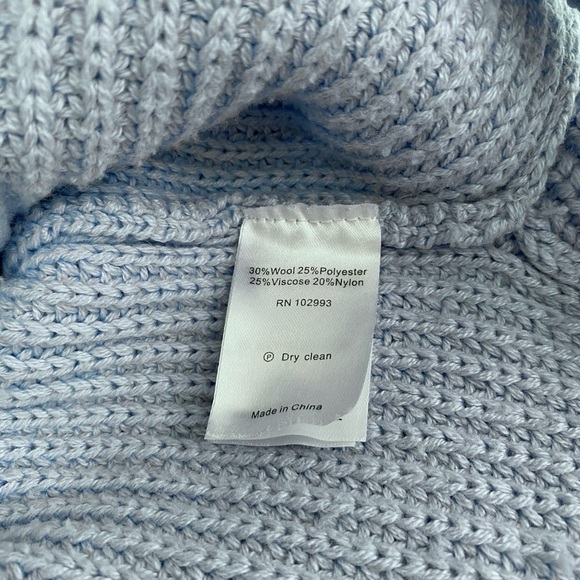 30%Wool 25%Polyester
25%Viscose 20%Nylon
RN 102993
Ⓟ Dry clean
Made in China